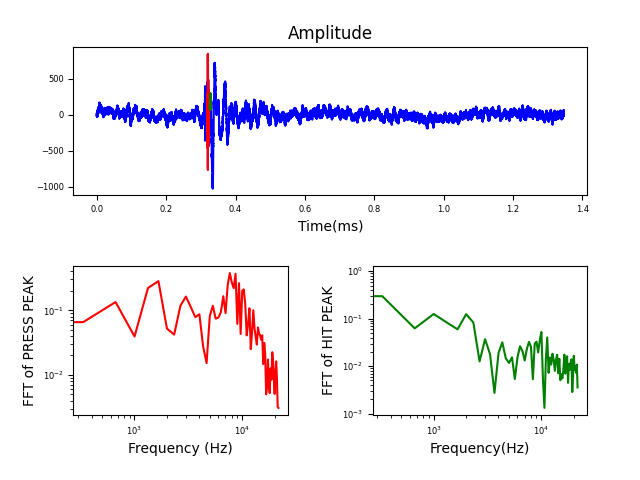 Amplitude
500
0
−500
−1000
0.0 0.2 0.4 0.6 0.8 1.0 1.2 1.4
Time(ms)
FFT of PRESS PEAK
10⁻¹
10⁻²
10³ 10⁴
Frequency (Hz)
FFT of HIT PEAK
10⁰
10⁻¹
10⁻²
10⁻³
10³ 10⁴
Frequency(Hz)